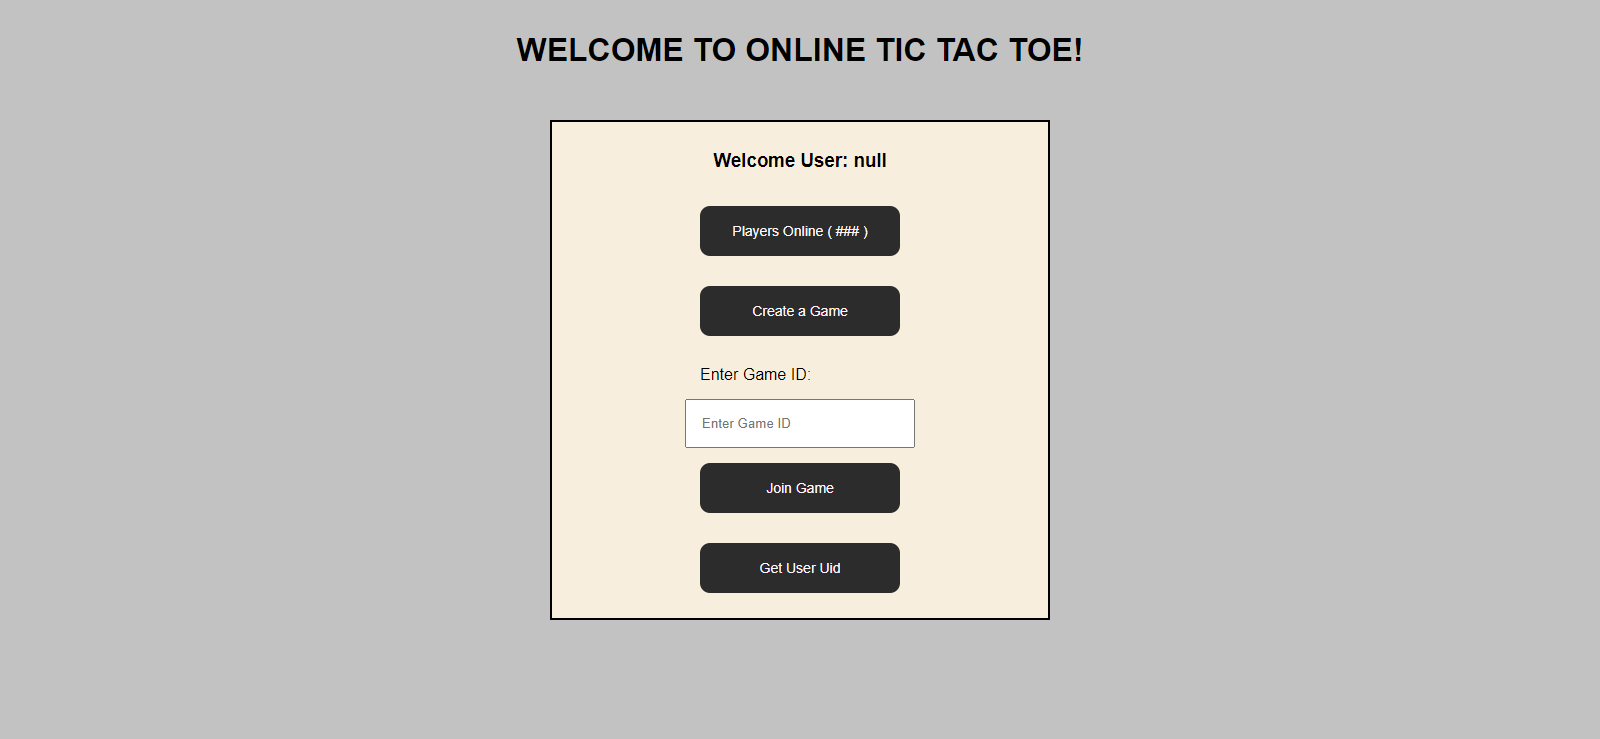 WELCOME TO ONLINE TIC TAC TOE!
Welcome User: null
Players Online ( ### )
Create a Game
Enter Game ID:
Enter Game ID
Join Game
Get User Uid